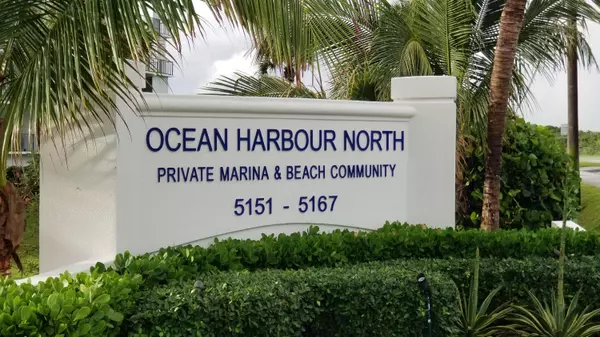 OCEAN HARBOUR NORTH
PRIVATE MARINA & BEACH COMMUNITY
5151 - 5167